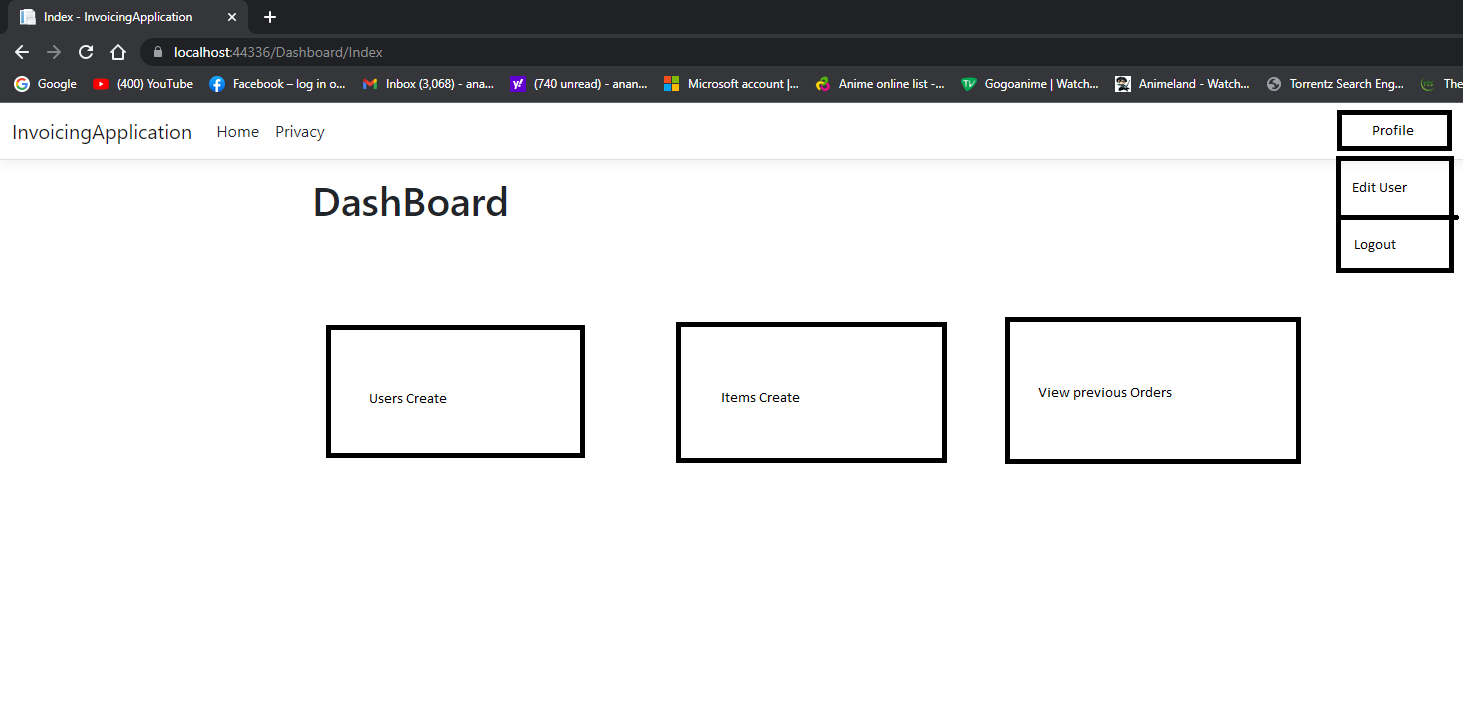 Index - InvoicingApplication
localhost:44336/Dashboard/Index
Google (400) YouTube Facebook – log in o... Inbox (3,068) - ana... (740 unread) - anan... Microsoft account |... Anime online list -... Gogoanime | Watch... Animeland - Watch... Torrentz Search Eng... The
InvoicingApplication Home Privacy Profile
Edit User
DashBoard
Logout
Users Create Items Create View previous Orders